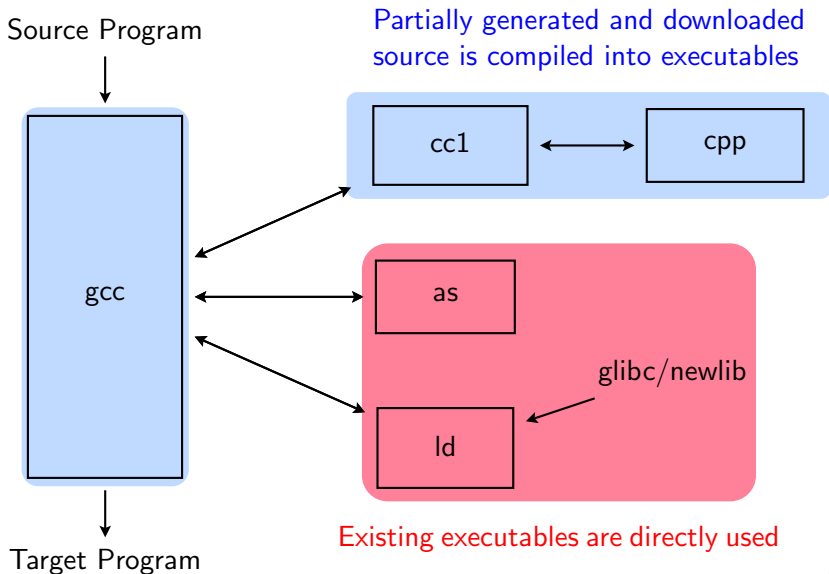 Source Program
Partially generated and downloaded
source is compiled into executables
cc1
cpp
gcc
as
glibc/newlib
ld
Existing executables are directly used
Target Program